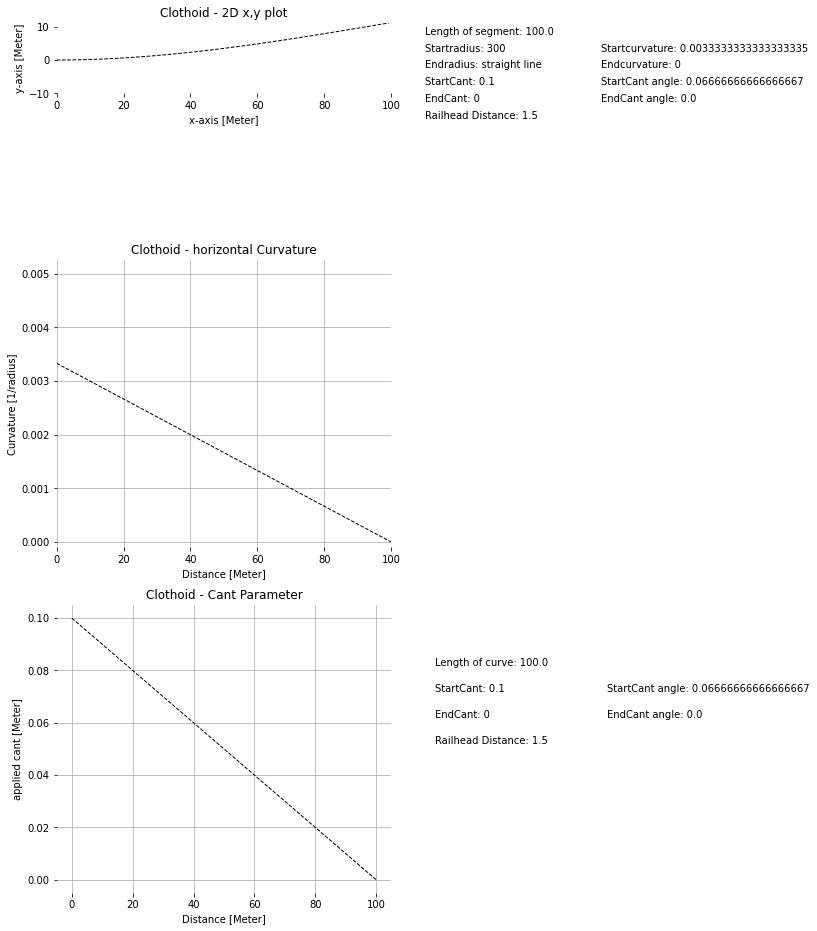 Clothoid - 2D x,y plot
10
0
−10
y-axis [Meter]
0 20 40 60 80 100
x-axis [Meter]
Length of segment: 100.0
Startradius: 300 Startcurvature: 0.0033333333333333335
Endradius: straight line Endcurvature: 0
StartCant: 0.1 StartCant angle: 0.06666666666666667
EndCant: 0 EndCant angle: 0.0
Railhead Distance: 1.5
Clothoid - horizontal Curvature
0.005
0.004
0.003
0.002
0.001
0.000
Curvature [1/radius]
0 20 40 60 80 100
Distance [Meter]
Clothoid - Cant Parameter
0.10
0.08
0.06
0.04
0.02
0.00
applied cant [Meter]
0 20 40 60 80 100
Distance [Meter]
Length of curve: 100.0
StartCant: 0.1 StartCant angle: 0.06666666666666667
EndCant: 0 EndCant angle: 0.0
Railhead Distance: 1.5